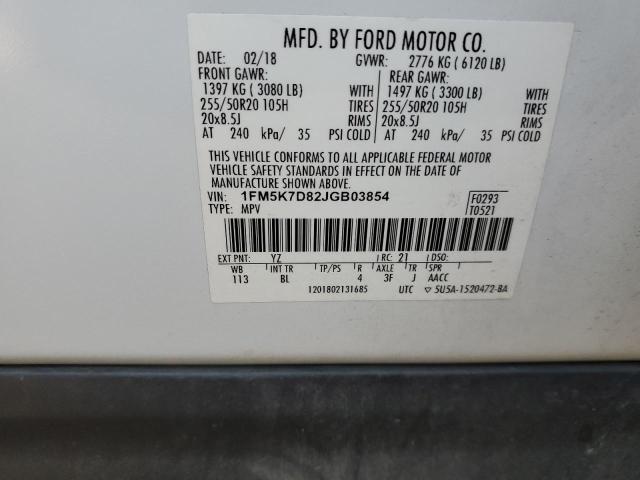 MFD. BY FORD MOTOR CO.
DATE: 02/18 GVWR: 2776 KG ( 6120 LB)
FRONT GAWR: REAR GAWR:
1397 KG ( 3080 LB) WITH 1497 KG ( 3300 LB) WITH
255/50R20 105H TIRES 255/50R20 105H TIRES
20x8.5J RIMS 20x8.5J RIMS
AT 240 kPa/ 35 PSI COLD AT 240 kPa/ 35 PSI COLD
THIS VEHICLE CONFORMS TO ALL APPLICABLE FEDERAL MOTOR
VEHICLE SAFETY STANDARDS IN EFFECT ON THE DATE OF
MANUFACTURE SHOWN ABOVE.
VIN: 1FM5K7D82JGB03854 F0293
TYPE: MPV T0521
EXT PNT: YZ RC: 21 DSO:
WB INT TR TP/PS R AXLE TR SPR
113 BL 4 3F J AACC
1201802131685 UTC ▽ 5U5A-1520472-BA